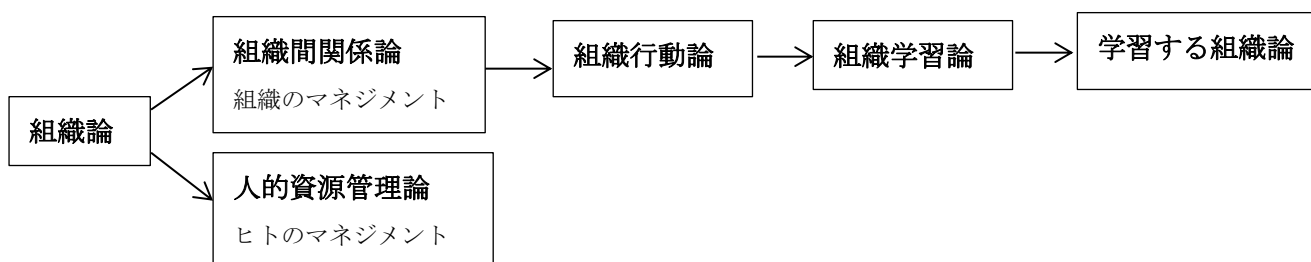 組織論
組織間関係論
組織のマネジメント
人的資源管理論
ヒトのマネジメント
組織行動論
組織学習論
学習する組織論